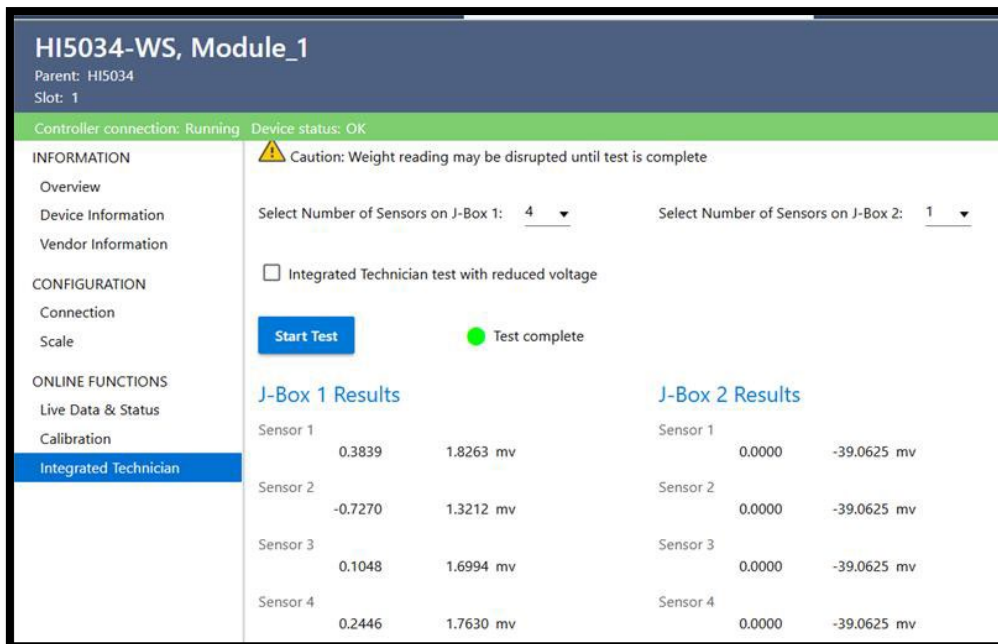 HI5034-WS, Module_1
Parent: HI5034
Slot: 1
Controller connection: Running Device status: OK
INFORMATION
Overview
Device Information
Vendor Information
CONFIGURATION
Connection
Scale
ONLINE FUNCTIONS
Live Data & Status
Calibration
Integrated Technician
Caution: Weight reading may be disrupted until test is complete
Select Number of Sensors on J-Box 1: 4 Select Number of Sensors on J-Box 2: 1
Integrated Technician test with reduced voltage
Start Test Test complete
J-Box 1 Results J-Box 2 Results
Sensor 1 Sensor 1
0.3839 1.8263 mv 0.0000 -39.0625 mv
Sensor 2 Sensor 2
-0.7270 1.3212 mv 0.0000 -39.0625 mv
Sensor 3 Sensor 3
0.1048 1.6994 mv 0.0000 -39.0625 mv
Sensor 4 Sensor 4
0.2446 1.7630 mv 0.0000 -39.0625 mv